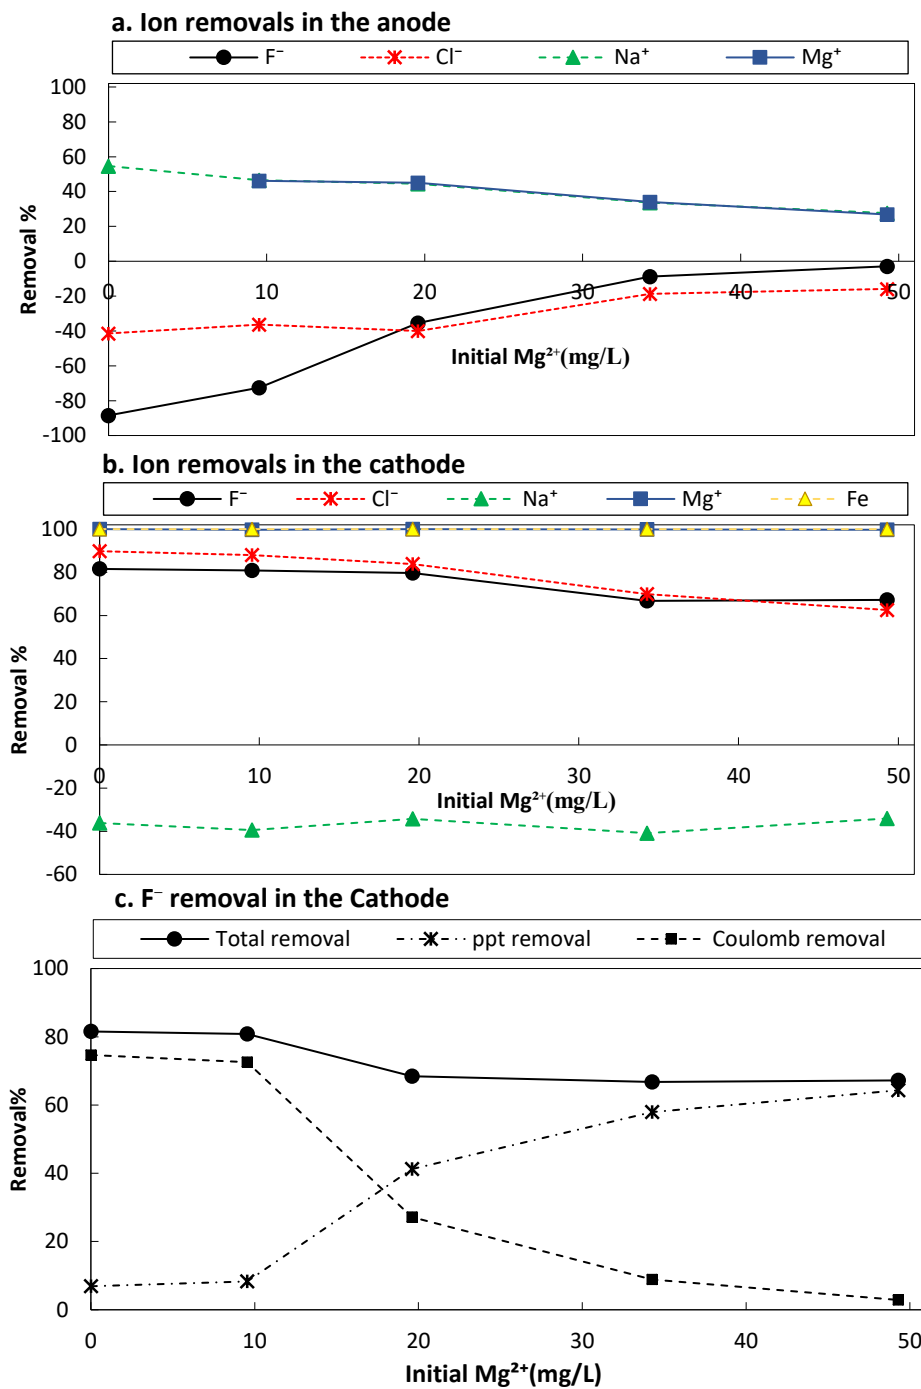 a. Ion removals in the anode
F⁻ Cl⁻ Na⁺ Mg⁺
100
80
60
40
20
0
-20
-40
-60
-80
-100
Removal %
0 10 20 30 40 50
Initial Mg²⁺(mg/L)
b. Ion removals in the cathode
F⁻ Cl⁻ Na⁺ Mg⁺ Fe
100
80
60
40
20
0
-20
-40
-60
Removal %
0 10 20 30 40 50
Initial Mg²⁺(mg/L)
c. F⁻ removal in the Cathode
Total removal ppt removal Coulomb removal
100
80
60
40
20
0
Removal%
0 10 20 30 40 50
Initial Mg²⁺(mg/L)